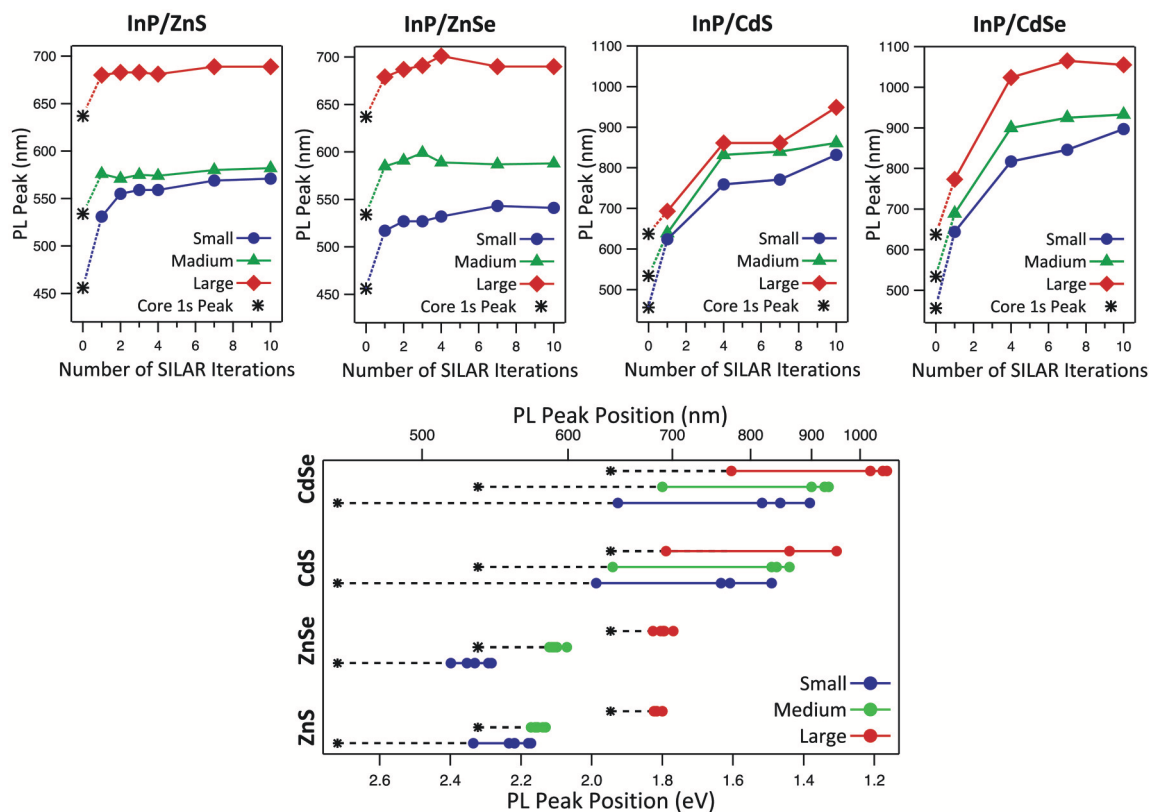 InP/ZnS
PL Peak (nm)
700
650
600
550
500
450
Small
Madium
Large
Core 1s Peak
0 2 4 6 8 10
Number of SILAR Iterations
InP/ZnSe
PL Peak (nm)
700
650
600
550
500
450
Small
Madium
Large
Core 1s Peak
0 2 4 6 8 10
Number of SILAR Iterations
InP/CdS
PL Peak (nm)
1100
1000
900
800
700
600
500
Small
Madium
Large
Core 1s Peak
0 2 4 6 8 10
Number of SILAR Iterations
InP/CdSe
PL Peak (nm)
1100
1000
900
800
700
600
500
Small
Madium
Large
Core 1s Peak
0 2 4 6 8 10
Number of SILAR Iterations
PL Peak Position (nm)
500 600 700 800 900 1000
CdSe
CdS
ZnSe
ZnS
Small
Medium
Large
2.6 2.4 2.2 2.0 1.8 1.6 1.4 1.2
PL Peak Position (eV)